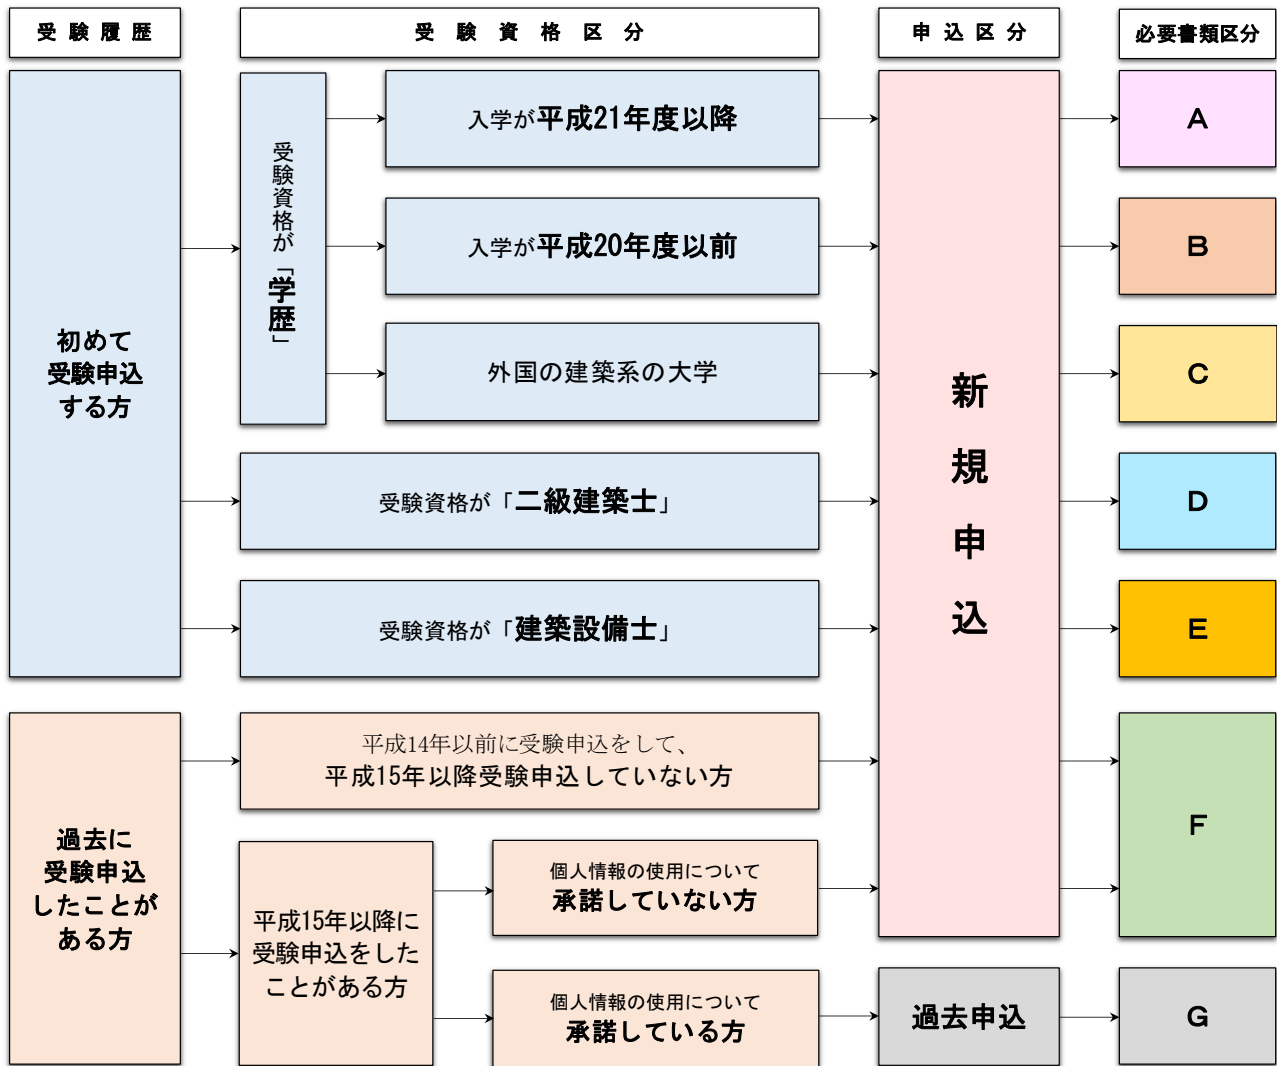 受験履歴
受験資格区分
申込区分
必要書類区分
初めて
受験申込
する方
受験資格が「学歴」
入学が平成21年度以降
入学が平成20年度以前
外国の建築系の大学
受験資格が「二級建築士」
受験資格が「建築設備士」
新規申込
A
B
C
D
E
過去に
受験申込
したことが
ある方
平成14年以前に受験申込をして、
平成15年以降受験申込していない方
平成15年以降に
受験申込をした
ことがある方
個人情報の使用について
承諾していない方
個人情報の使用について
承諾している方
F
過去申込
G